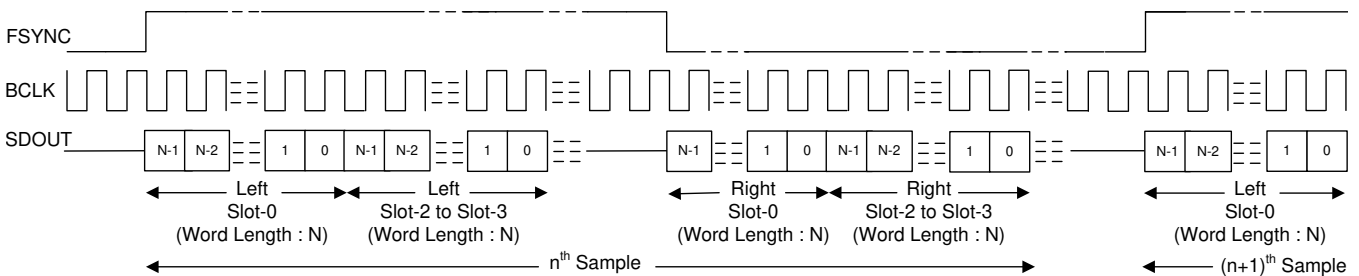 FSYNC
BCLK
SDOUT
N-1 N-2 1 0 N-1 N-2 1 0 N-1 1 0 N-1 N-2 1 0 N-1 N-2 1 0
Left Left Right Right Left
Slot-0 Slot-2 to Slot-3 Slot-0 Slot-2 to Slot-3 Slot-0
(Word Length : N) (Word Length : N) (Word Length : N) (Word Length : N) (Word Length : N)
nth Sample (n+1)th Sample